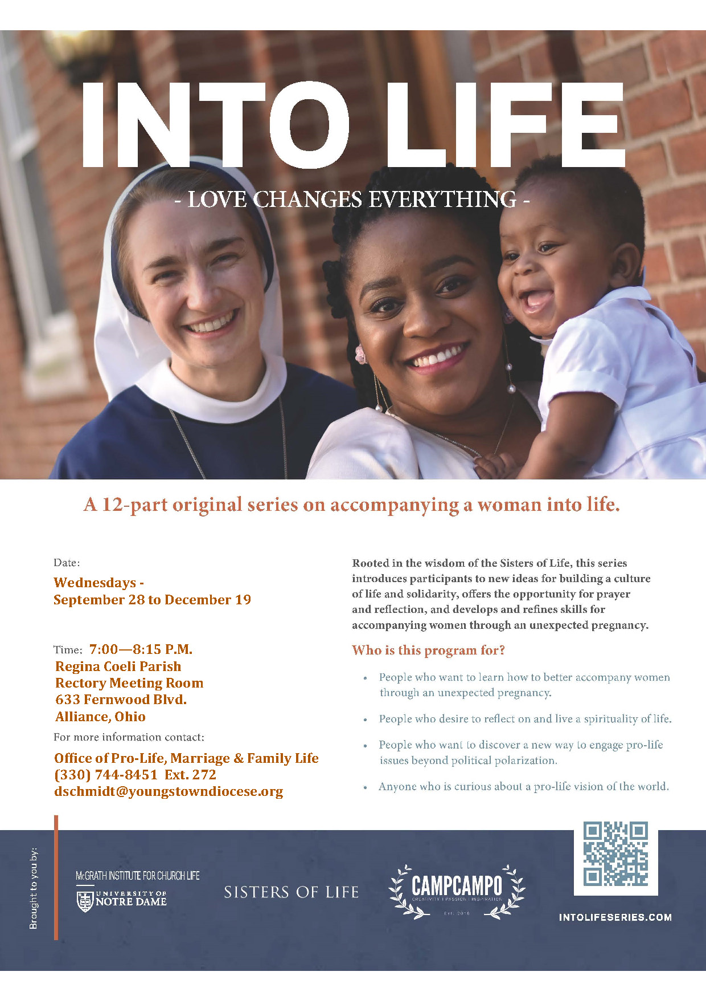 INTO LIFE
- LOVE CHANGES EVERYTHING -
A 12-part original series on accompanying a woman into life.
Date:
Wednesdays -
September 28 to December 19
Time: 7:00—8:15 P.M.
Regina Coeli Parish
Rectory Meeting Room
633 Fernwood Blvd.
Alliance, Ohio
For more information contact:
Office of Pro-Life, Marriage & Family Life
(330) 744-8451 Ext. 272
dschmidt@youngstowndiocese.org
Rooted in the wisdom of the Sisters of Life, this series
introduces participants to new ideas for building a culture
of life and solidarity, offers the opportunity for prayer
and reflection, and develops and refines skills for
accompanying women through an unexpected pregnancy.
Who is this program for?
• People who want to learn how to better accompany women
through an unexpected pregnancy.
• People who desire to reflect on and live a spirituality of life.
• People who want to discover a new way to engage pro-life
issues beyond political polarization.
• Anyone who is curious about a pro-life vision of the world.
Brought to you by:
McGRATH INSTITUTE FOR CHURCH LIFE
UNIVERSITY OF
NOTRE DAME
SISTERS OF LIFE
CAMPCAMPO
CREATIVITY | PASSION | INSPIRATION
Est. 2016
INTOLIFESERIES.COM